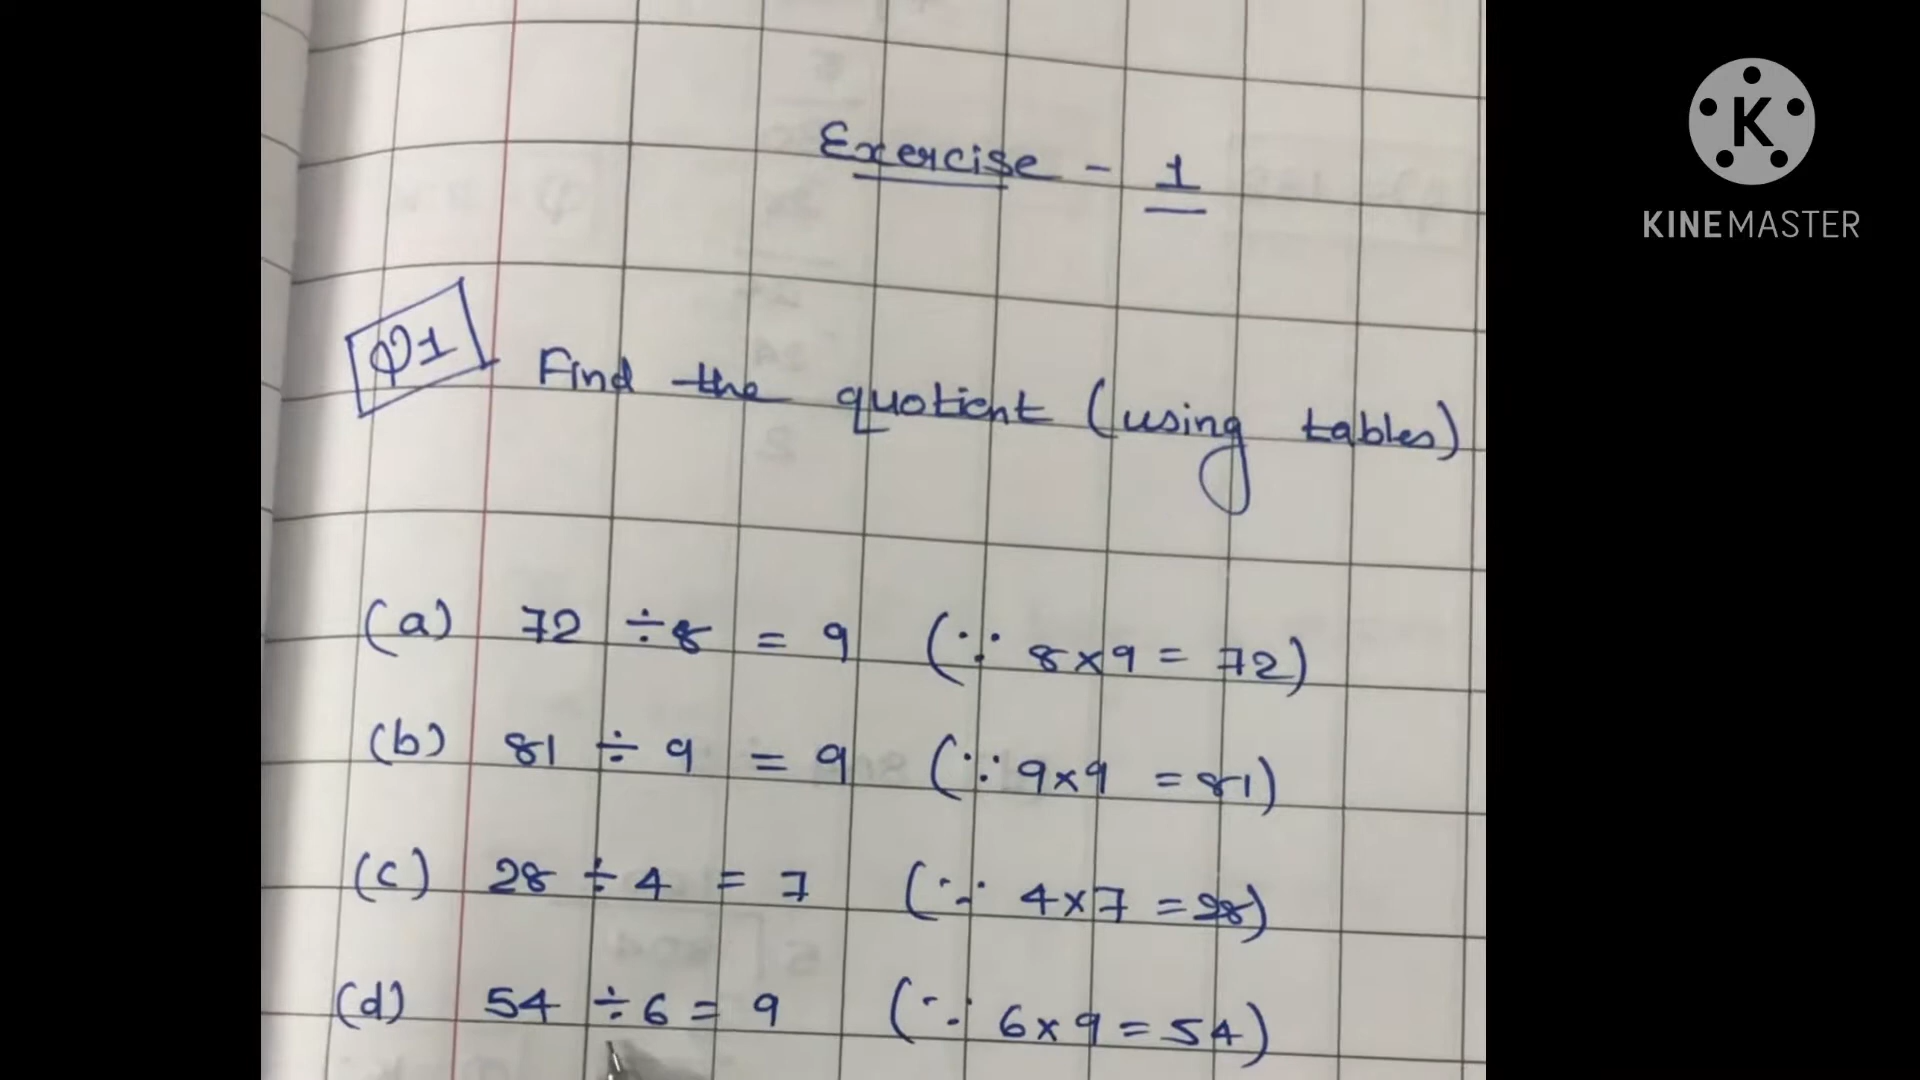 Exercise - 1
Q1 Find the quotient (using tables)
(a) 72 ÷ 8 = 9 (∵ 8×9 = 72)
(b) 81 ÷ 9 = 9 (∵ 9×9 = 81)
(c) 28 ÷ 4 = 7 (∵ 4×7 = 28)
(d) 54 ÷ 6 = 9 (∵ 6×9 = 54)
KINEMASTER